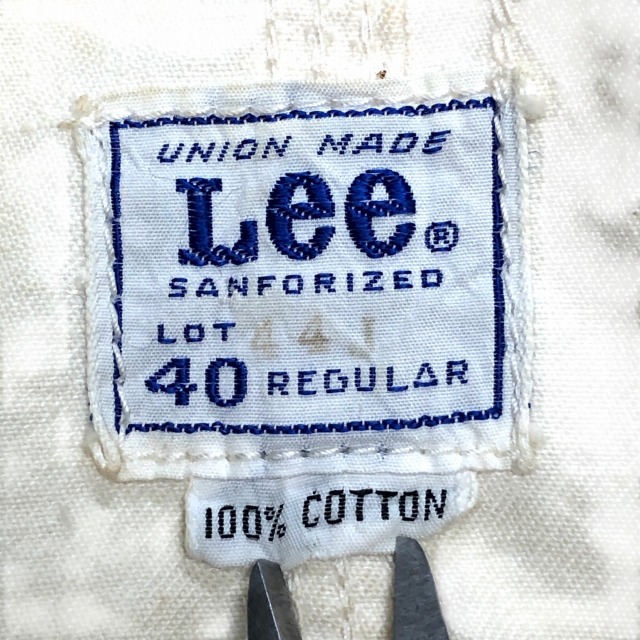 UNION MADE
Lee®
SANFORIZED
LOT 441
40 REGULAR
100% COTTON